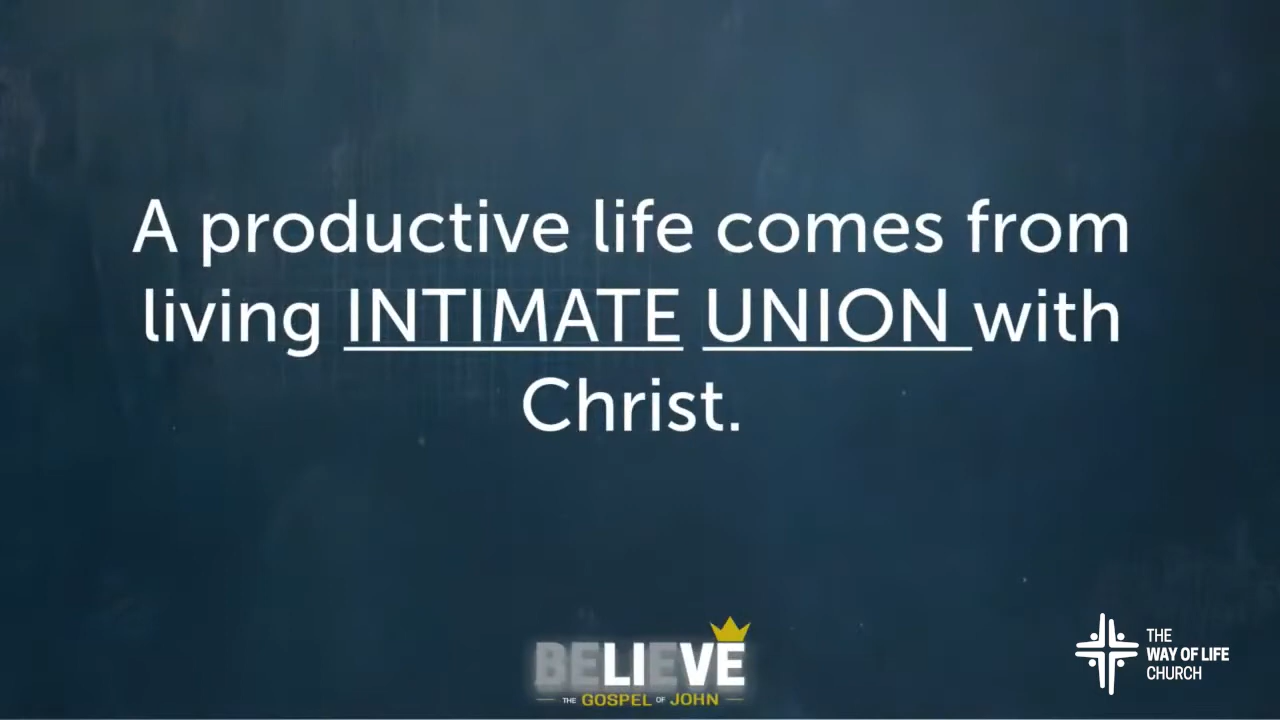 A productive life comes from
living INTIMATE UNION with
Christ.
BELIEVE
THE GOSPEL OF JOHN
THE
WAY OF LIFE
CHURCH